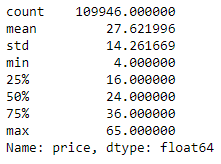 count    109946.000000
mean         27.621996
std          14.261669
min           4.000000
25%          16.000000
50%          24.000000
75%          36.000000
max          65.000000
Name: price, dtype: float64